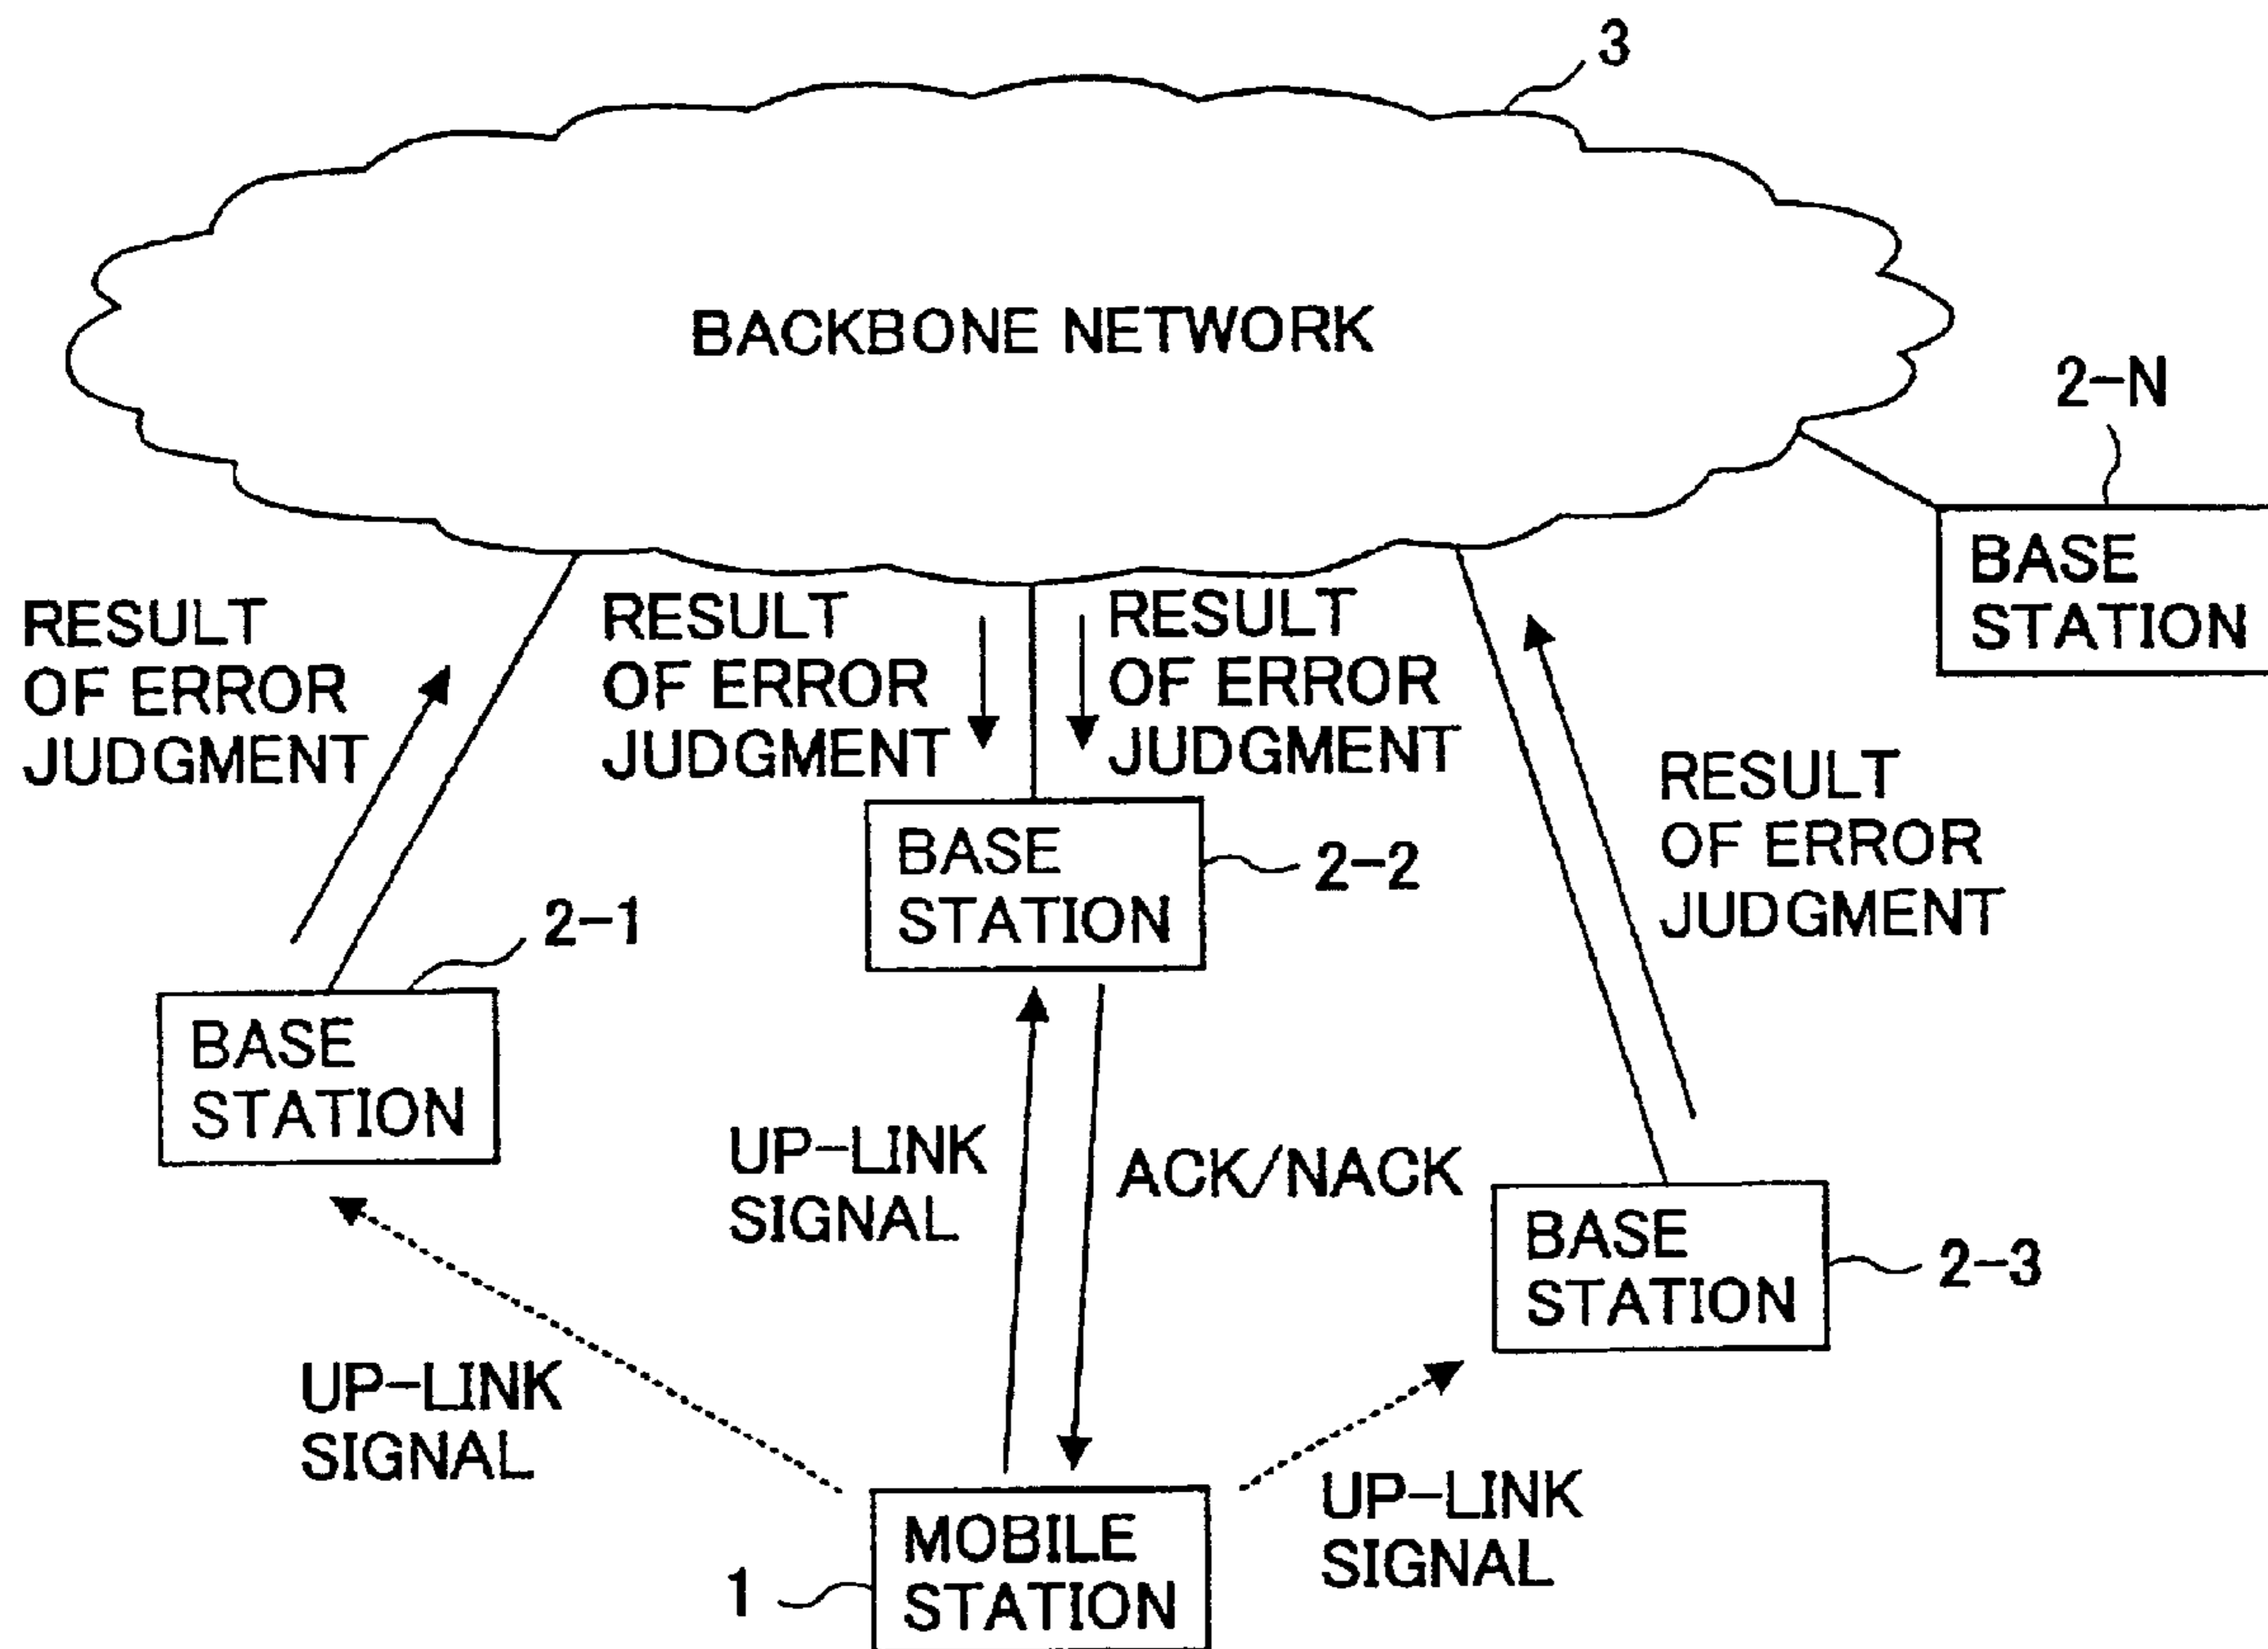 3
BACKBONE NETWORK
2-N
BASE
STATION
RESULT
OF ERROR
JUDGMENT
RESULT
OF ERROR
JUDGMENT
RESULT
OF ERROR
JUDGMENT
RESULT
OF ERROR
JUDGMENT
BASE
STATION
2-2
2-1
BASE
STATION
UP-LINK
SIGNAL
ACK/NACK
BASE
STATION
2-3
UP-LINK
SIGNAL
UP-LINK
SIGNAL
MOBILE
STATION
1